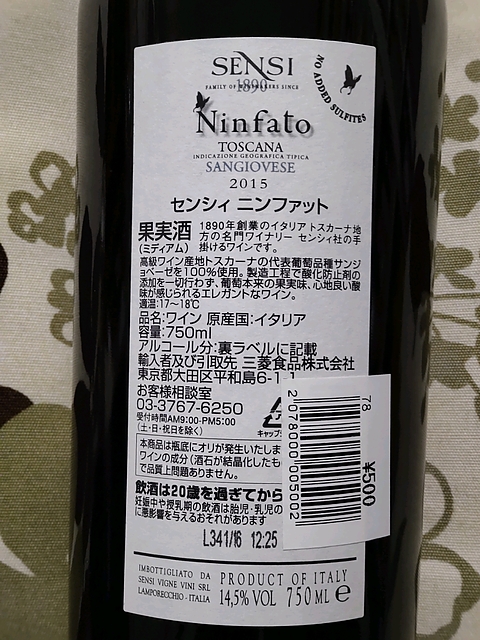 SENSI
1890
FAMILY OF WINEMAKERS SINCE
NO ADDED SULFITES
Ninfato
TOSCANA
INDICAZIONE GEOGRAFICA TIPICA
SANGIOVESE
2015
センシィ ニンファット
果実酒
(ミディアム)
1890年創業のイタリアトスカーナ地
方の名門ワイナリー センシィ社の手
掛けるワインです。
高級ワイン産地トスカーナの代表葡萄品種サンジ
ョベーゼを100%使用。製造工程で酸化防止剤の
添加を一切行わず、葡萄本来の果実味、心地良い酸
味が感じられるエレガントなワイン。
適温:17~18℃
品名:ワイン 原産国:イタリア
容量:750ml
アルコール分:裏ラベルに記載
輸入者及び引取先 三菱食品株式会社
東京都大田区平和島6-1-1
お客様相談室
03-3767-6250
受付時間AM9:00-PM5:00
(土・日・祝日を除く)
キャップ
本商品は瓶底にオリが発生いたしま
ワインの成分(酒石が結晶化したも
で品質上問題ありません。
飲酒は20歳を過ぎてから
妊娠中や授乳期の飲酒は胎児・乳児の
に悪影響を与えるおそれがあります
L341/16 12:25
78
2078000005002
¥500
IMBOTTIGLIATO DA
SENSI VIGNE VINI SRL
LAMPORECCHIO - ITALIA
PRODUCT OF ITALY
14,5% VOL 750 ML e